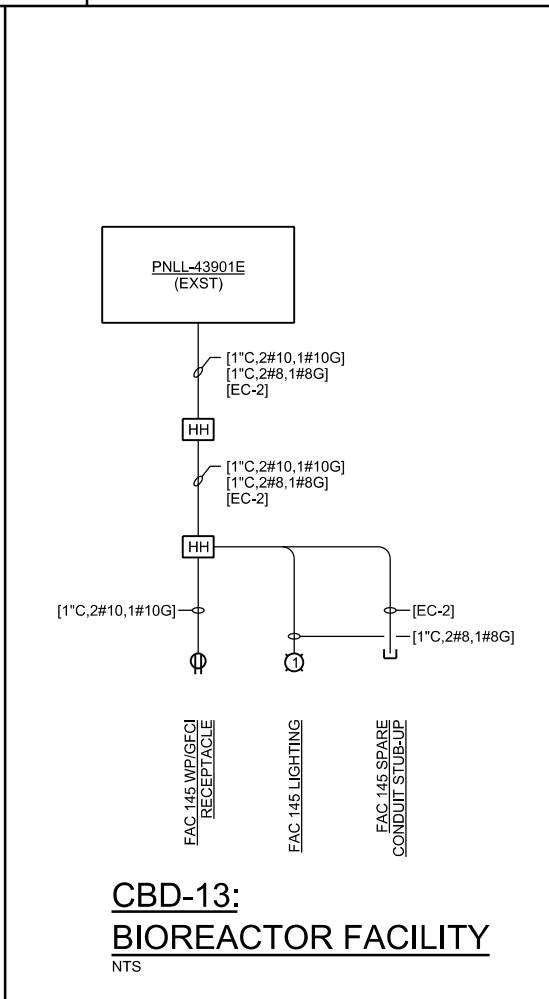 PNLL-43901E
(EXST)
[1"C,2#10,1#10G]
[1"C,2#8,1#8G]
[EC-2]
HH
[1"C,2#10,1#10G]
[1"C,2#8,1#8G]
[EC-2]
HH
[1"C,2#10,1#10G]
[EC-2]
[1"C,2#8,1#8G]
1
FAC 145 WP/GFCI
RECEPTACLE
FAC 145 LIGHTING
FAC 145 SPARE
CONDUIT STUB-UP
CBD-13:
BIOREACTOR FACILITY
NTS